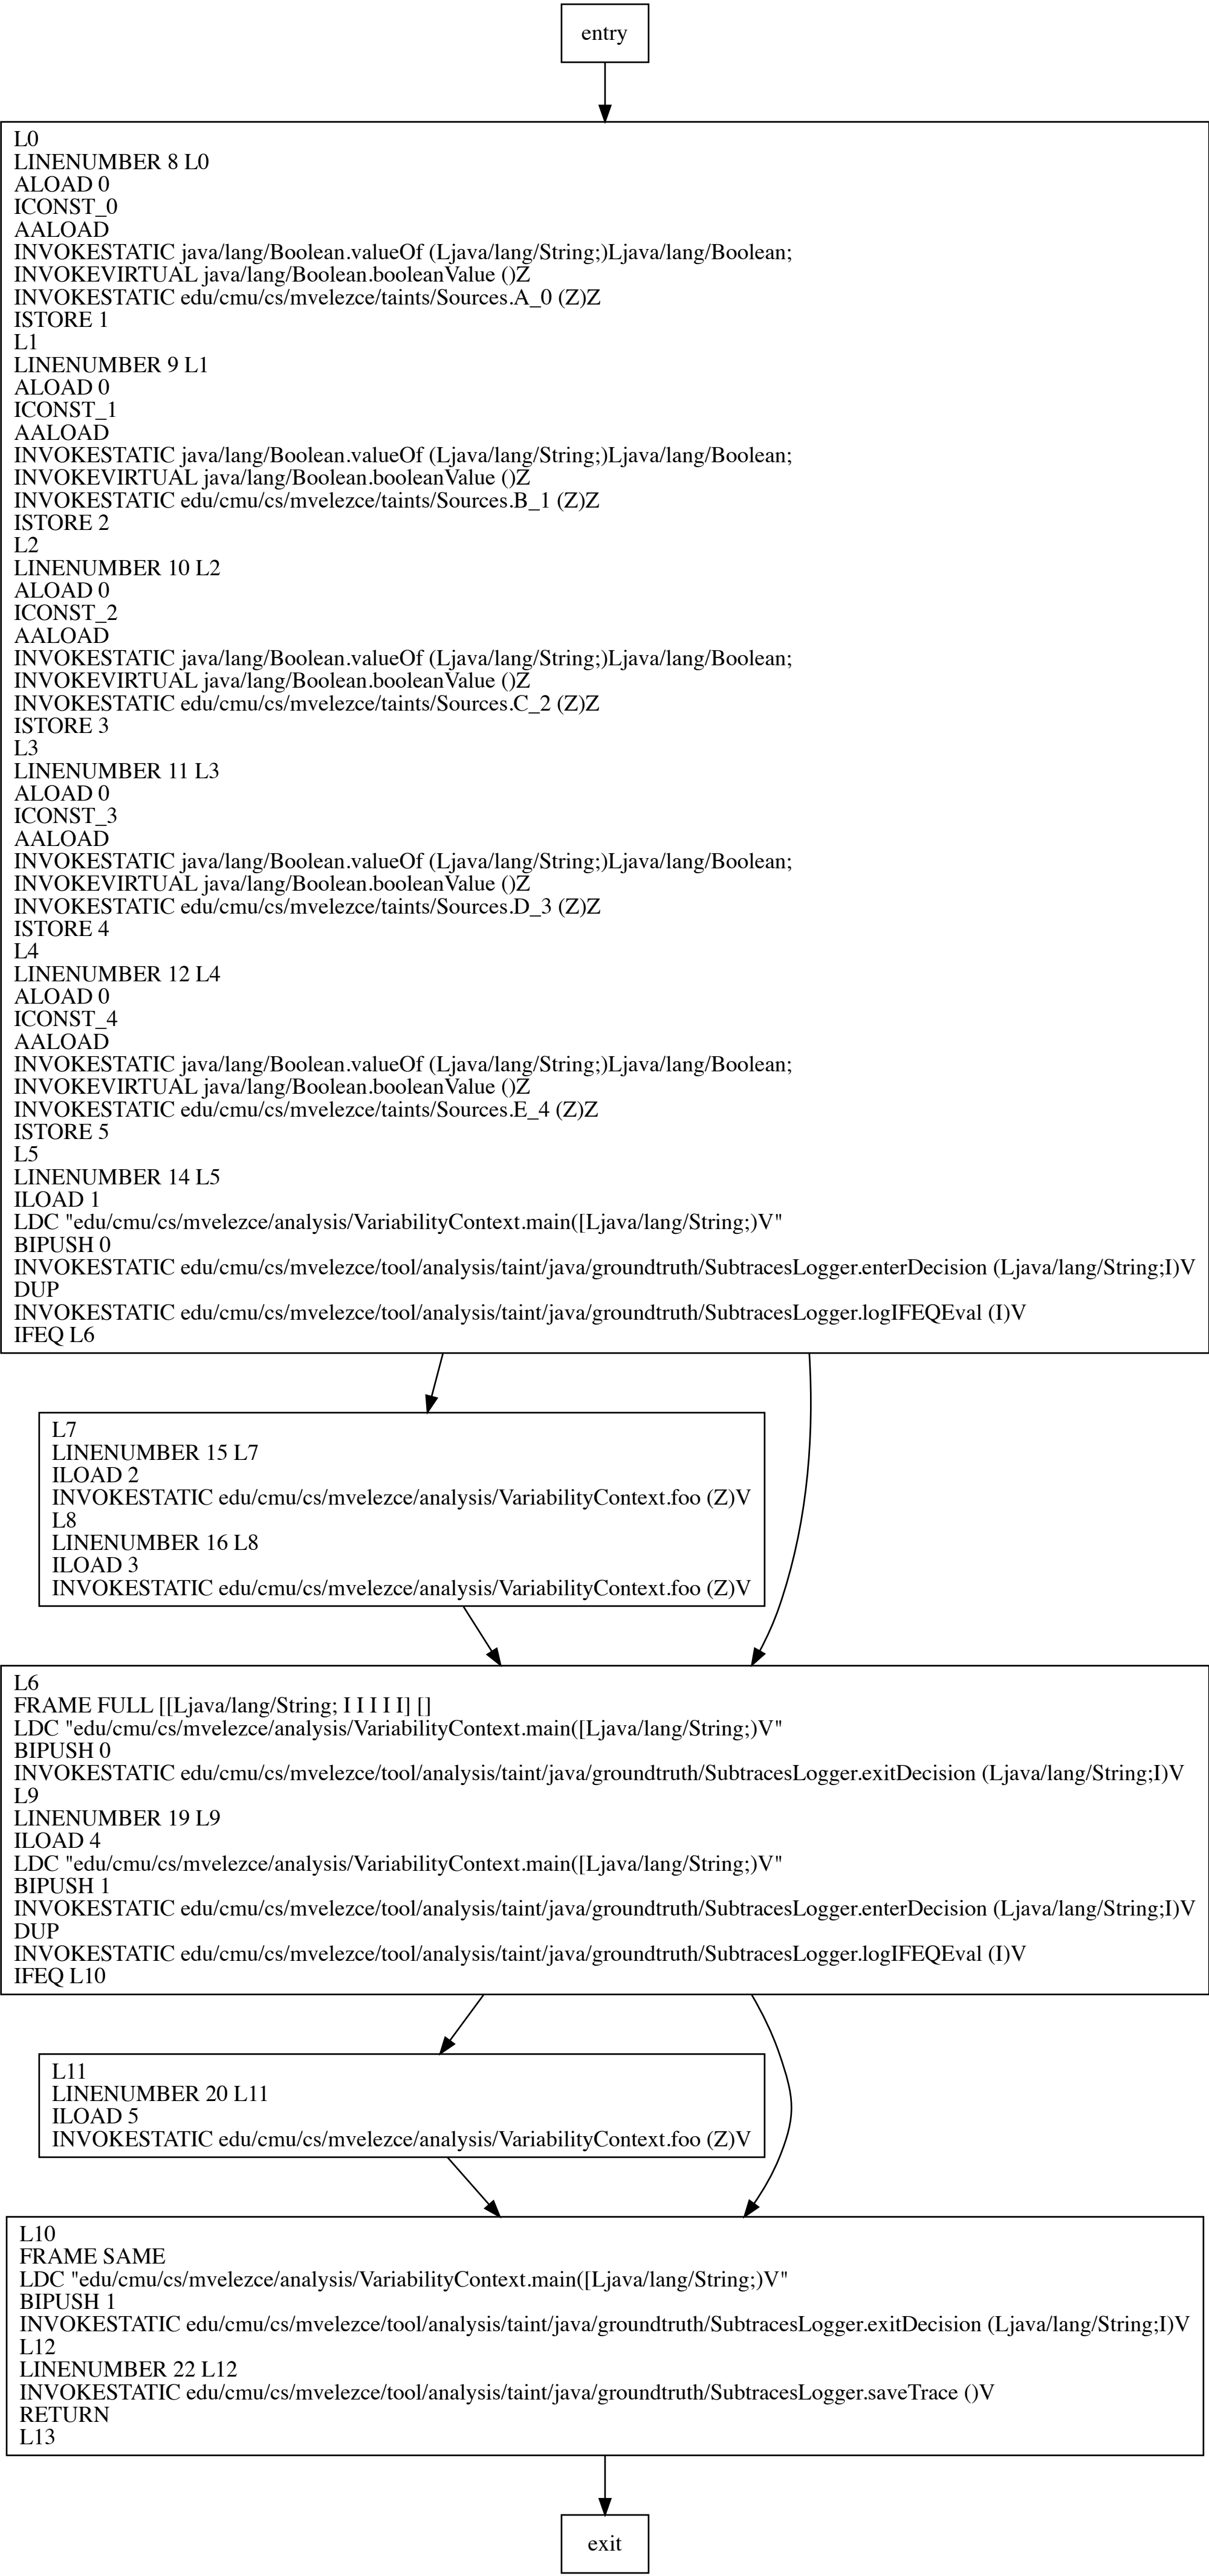 entry
L0
LINENUMBER 8 L0
ALOAD 0
ICONST_0
AALOAD
INVOKESTATIC java/lang/Boolean.valueOf (Ljava/lang/String;)Ljava/lang/Boolean;
INVOKEVIRTUAL java/lang/Boolean.booleanValue ()Z
INVOKESTATIC edu/cmu/cs/mvelezce/taints/Sources.A_0 (Z)Z
ISTORE 1
L1
LINENUMBER 9 L1
ALOAD 0
ICONST_1
AALOAD
INVOKESTATIC java/lang/Boolean.valueOf (Ljava/lang/String;)Ljava/lang/Boolean;
INVOKEVIRTUAL java/lang/Boolean.booleanValue ()Z
INVOKESTATIC edu/cmu/cs/mvelezce/taints/Sources.B_1 (Z)Z
ISTORE 2
L2
LINENUMBER 10 L2
ALOAD 0
ICONST_2
AALOAD
INVOKESTATIC java/lang/Boolean.valueOf (Ljava/lang/String;)Ljava/lang/Boolean;
INVOKEVIRTUAL java/lang/Boolean.booleanValue ()Z
INVOKESTATIC edu/cmu/cs/mvelezce/taints/Sources.C_2 (Z)Z
ISTORE 3
L3
LINENUMBER 11 L3
ALOAD 0
ICONST_3
AALOAD
INVOKESTATIC java/lang/Boolean.valueOf (Ljava/lang/String;)Ljava/lang/Boolean;
INVOKEVIRTUAL java/lang/Boolean.booleanValue ()Z
INVOKESTATIC edu/cmu/cs/mvelezce/taints/Sources.D_3 (Z)Z
ISTORE 4
L4
LINENUMBER 12 L4
ALOAD 0
ICONST_4
AALOAD
INVOKESTATIC java/lang/Boolean.valueOf (Ljava/lang/String;)Ljava/lang/Boolean;
INVOKEVIRTUAL java/lang/Boolean.booleanValue ()Z
INVOKESTATIC edu/cmu/cs/mvelezce/taints/Sources.E_4 (Z)Z
ISTORE 5
L5
LINENUMBER 14 L5
ILOAD 1
LDC "edu/cmu/cs/mvelezce/analysis/VariabilityContext.main([Ljava/lang/String;)V"
BIPUSH 0
INVOKESTATIC edu/cmu/cs/mvelezce/tool/analysis/taint/java/groundtruth/SubtracesLogger.enterDecision (Ljava/lang/String;I)V
DUP
INVOKESTATIC edu/cmu/cs/mvelezce/tool/analysis/taint/java/groundtruth/SubtracesLogger.logIFEQEval (I)V
IFEQ L6
L7
LINENUMBER 15 L7
ILOAD 2
INVOKESTATIC edu/cmu/cs/mvelezce/analysis/VariabilityContext.foo (Z)V
L8
LINENUMBER 16 L8
ILOAD 3
INVOKESTATIC edu/cmu/cs/mvelezce/analysis/VariabilityContext.foo (Z)V
L6
FRAME FULL [[Ljava/lang/String; I I I I I] []
LDC "edu/cmu/cs/mvelezce/analysis/VariabilityContext.main([Ljava/lang/String;)V"
BIPUSH 0
INVOKESTATIC edu/cmu/cs/mvelezce/tool/analysis/taint/java/groundtruth/SubtracesLogger.exitDecision (Ljava/lang/String;I)V
L9
LINENUMBER 19 L9
ILOAD 4
LDC "edu/cmu/cs/mvelezce/analysis/VariabilityContext.main([Ljava/lang/String;)V"
BIPUSH 1
INVOKESTATIC edu/cmu/cs/mvelezce/tool/analysis/taint/java/groundtruth/SubtracesLogger.enterDecision (Ljava/lang/String;I)V
DUP
INVOKESTATIC edu/cmu/cs/mvelezce/tool/analysis/taint/java/groundtruth/SubtracesLogger.logIFEQEval (I)V
IFEQ L10
L11
LINENUMBER 20 L11
ILOAD 5
INVOKESTATIC edu/cmu/cs/mvelezce/analysis/VariabilityContext.foo (Z)V
L10
FRAME SAME
LDC "edu/cmu/cs/mvelezce/analysis/VariabilityContext.main([Ljava/lang/String;)V"
BIPUSH 1
INVOKESTATIC edu/cmu/cs/mvelezce/tool/analysis/taint/java/groundtruth/SubtracesLogger.exitDecision (Ljava/lang/String;I)V
L12
LINENUMBER 22 L12
INVOKESTATIC edu/cmu/cs/mvelezce/tool/analysis/taint/java/groundtruth/SubtracesLogger.saveTrace ()V
RETURN
L13
exit